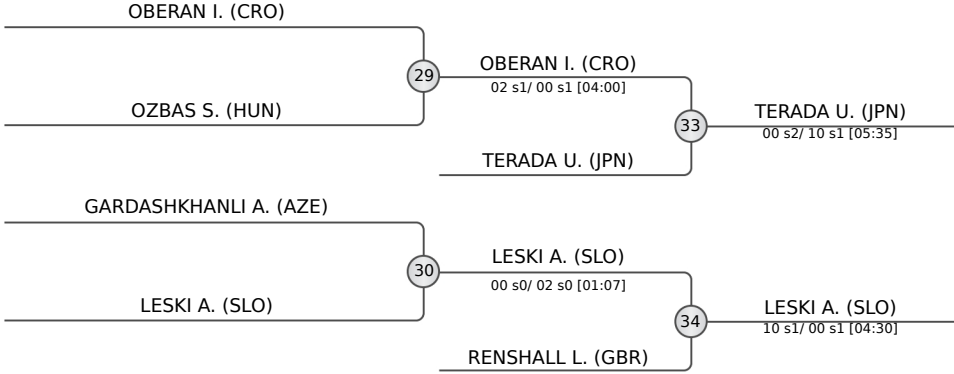 OBERAN I. (CRO)
29
OZBAS S. (HUN)
OBERAN I. (CRO)
02 s1/ 00 s1 [04:00]
33
TERADA U. (JPN)
TERADA U. (JPN)
00 s2/ 10 s1 [05:35]
GARDASHKHANLI A. (AZE)
30
LESKI A. (SLO)
LESKI A. (SLO)
00 s0/ 02 s0 [01:07]
34
RENSHALL L. (GBR)
LESKI A. (SLO)
10 s1/ 00 s1 [04:30]